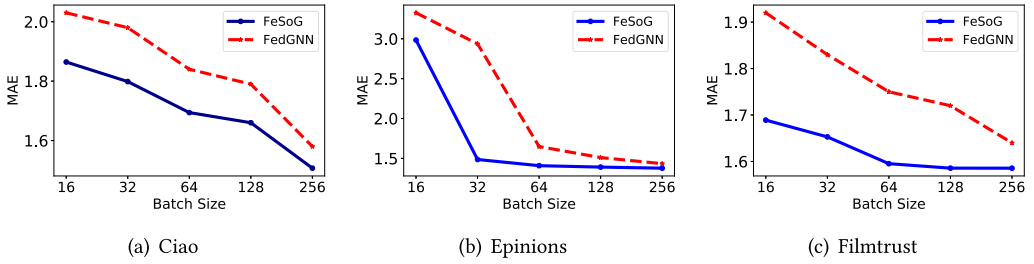 2.0
1.8
1.6
MAE
FeSoG
FedGNN
16 32 64 128 256
Batch Size
(a) Ciao
3.0
2.5
2.0
1.5
MAE
FeSoG
FedGNN
16 32 64 128 256
Batch Size
(b) Epinions
1.9
1.8
1.7
1.6
MAE
FeSoG
FedGNN
16 32 64 128 256
Batch Size
(c) Filmtrust